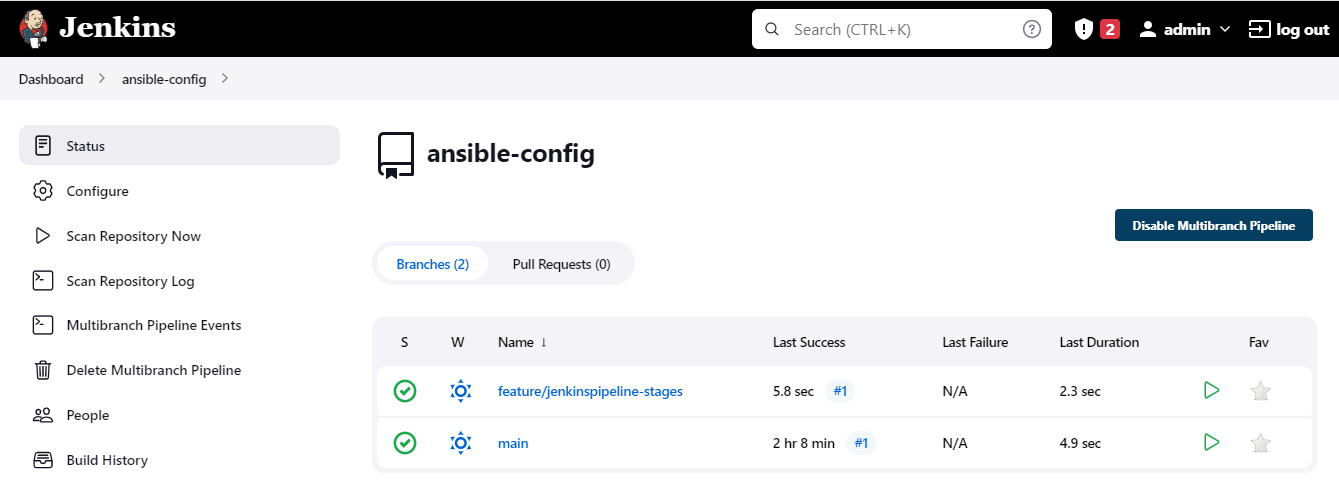 Jenkins
Search (CTRL+K)
2
admin
log out
Dashboard
ansible-config
Status
Configure
Scan Repository Now
Scan Repository Log
Multibranch Pipeline Events
Delete Multibranch Pipeline
People
Build History
ansible-config
Disable Multibranch Pipeline
Branches (2) Pull Requests (0)
S W Name ↓ Last Success Last Failure Last Duration Fav
feature/jenkinspipeline-stages 5.8 sec #1 N/A 2.3 sec
main 2 hr 8 min #1 N/A 4.9 sec